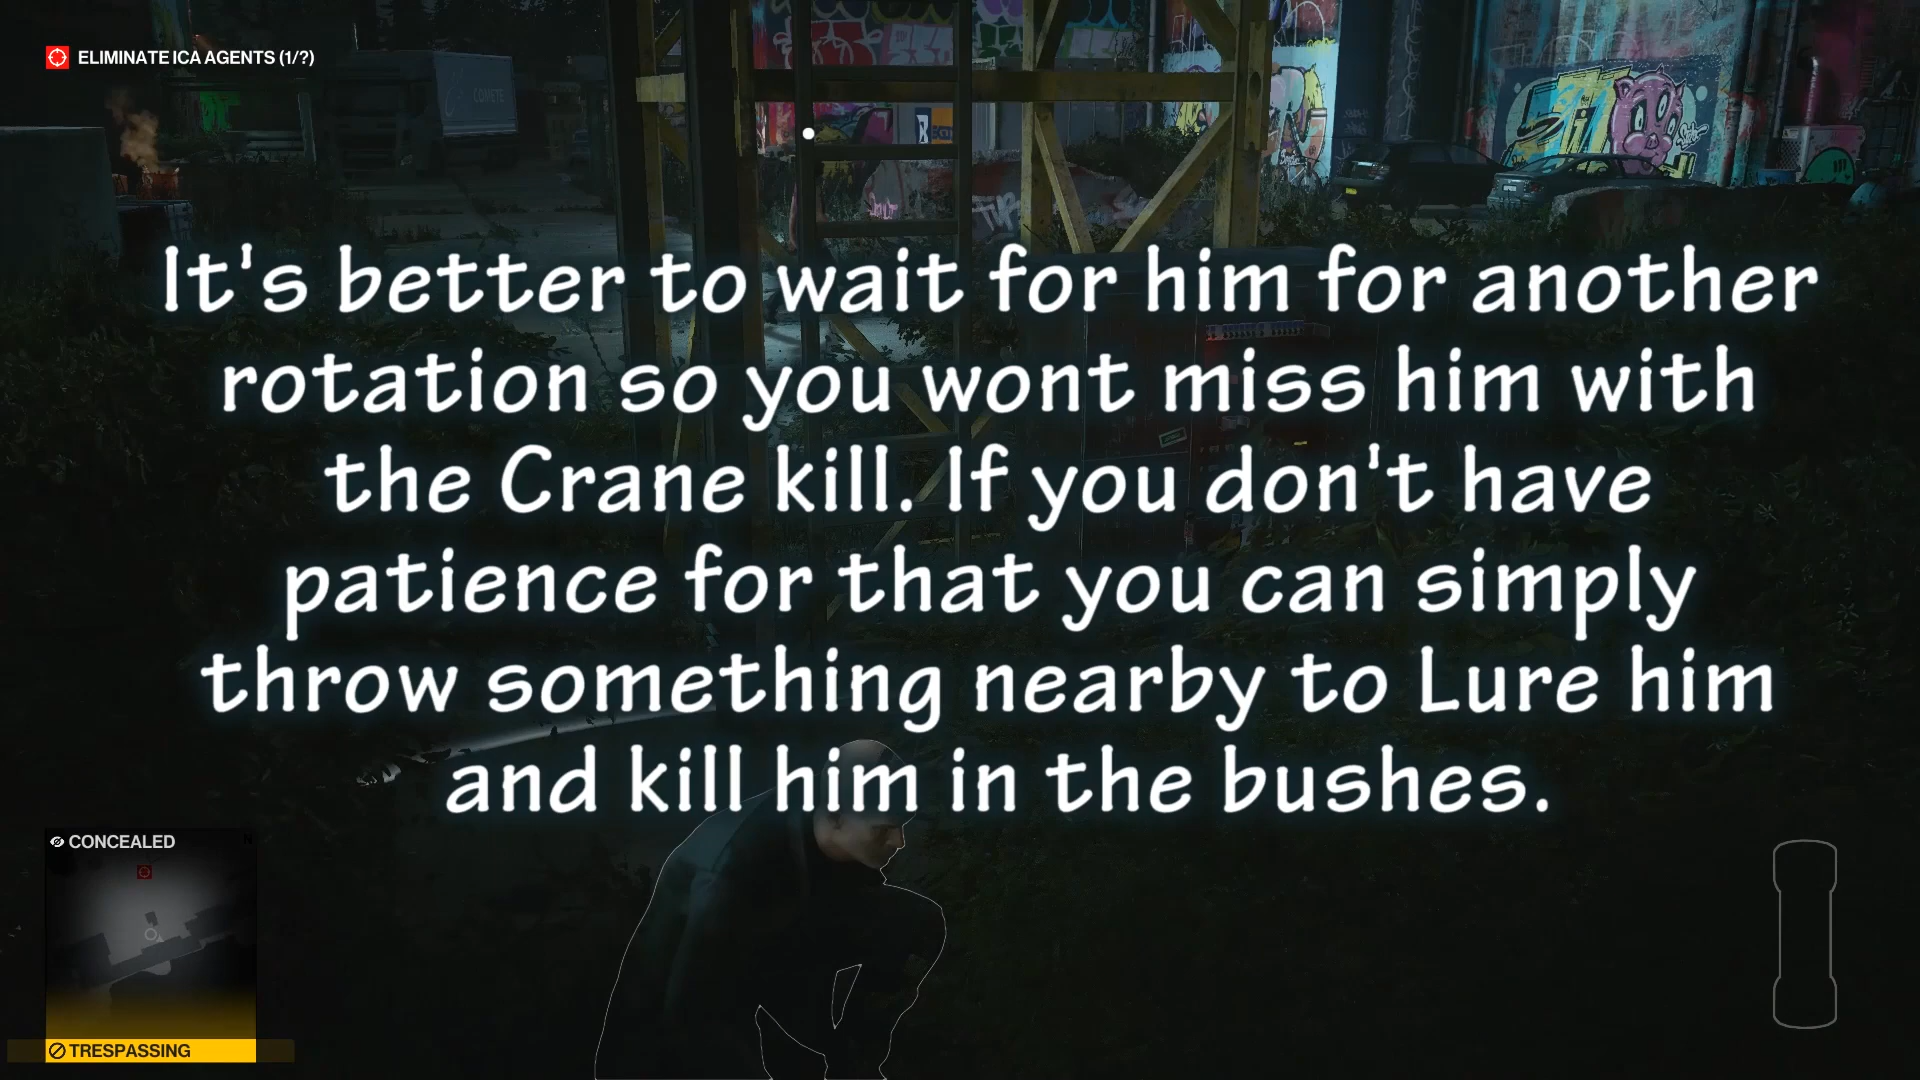 ELIMINATE ICA AGENTS (1/?)
It's better to wait for him for another
rotation so you wont miss him with
the Crane kill. If you don't have
patience for that you can simply
throw something nearby to Lure him
and kill him in the bushes.
CONCEALED
TRESPASSING